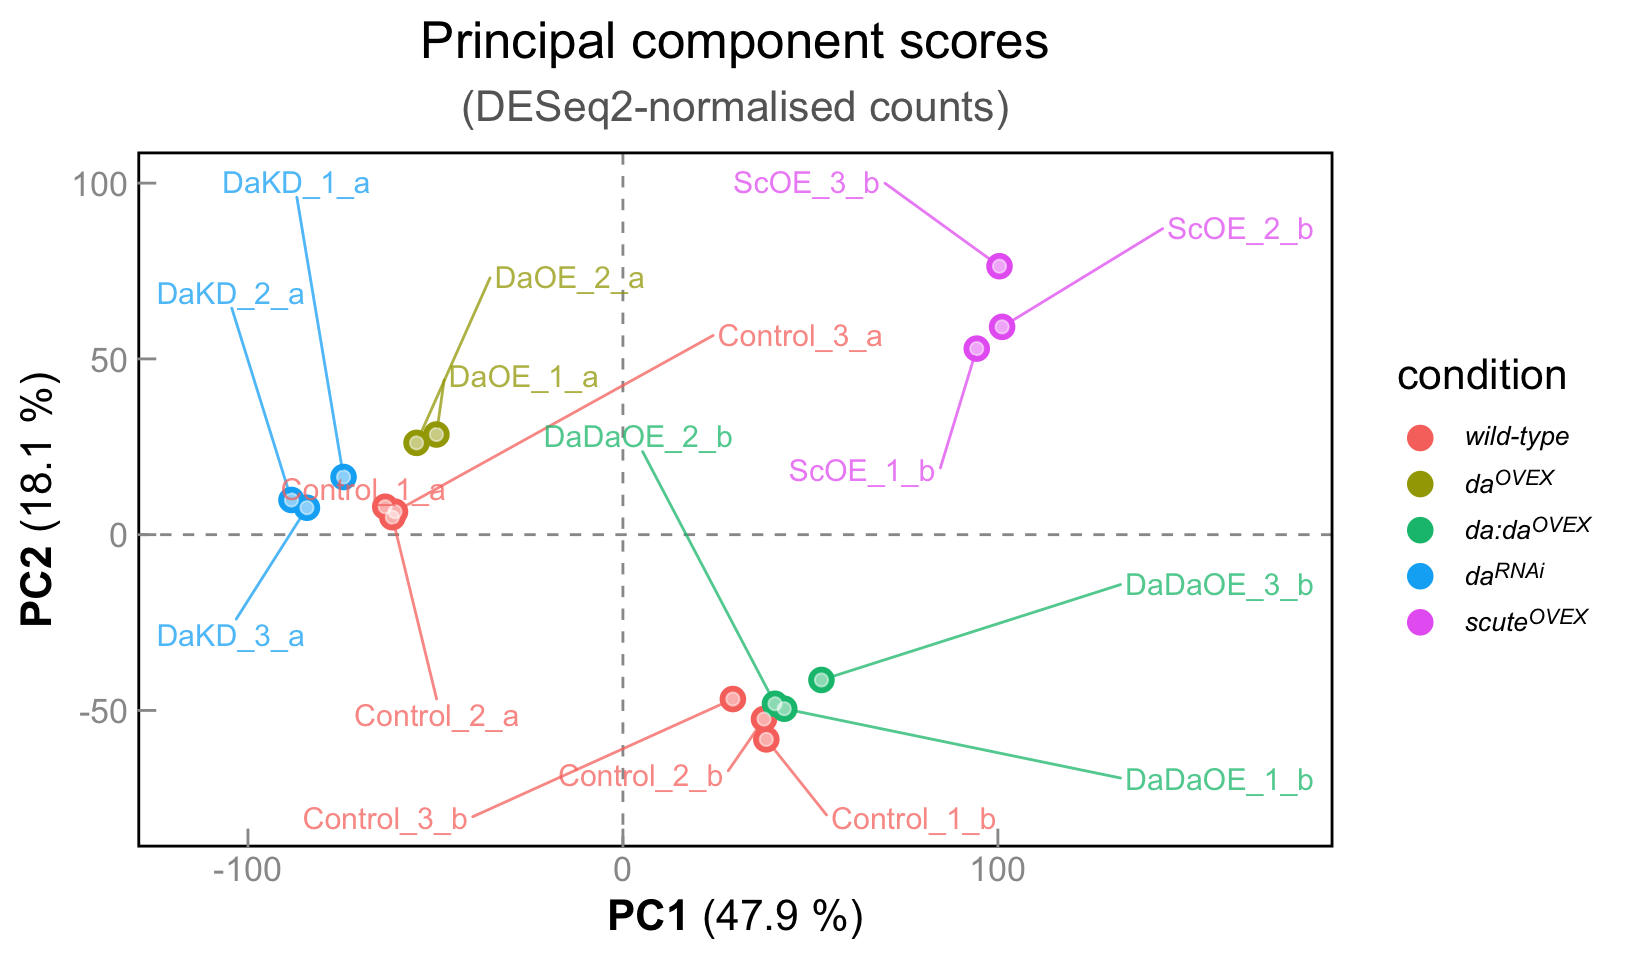 Principal component scores
(DESeq2-normalised counts)
DaKD_1_a
ScOE_3_b
ScOE_2_b
DaKD_2_a
DaOE_2_a
Control_3_a
DaOE_1_a
DaDaOE_2_b
ScOE_1_b
Control_1_a
DaDaOE_3_b
DaKD_3_a
Control_2_a
Control_2_b
DaDaOE_1_b
Control_3_b
Control_1_b
100
50
0
-50
-100
0
100
PC2 (18.1 %)
PC1 (47.9 %)
condition
wild-type
daOVEX
da:daOVEX
daRNAi
scuteOVEX